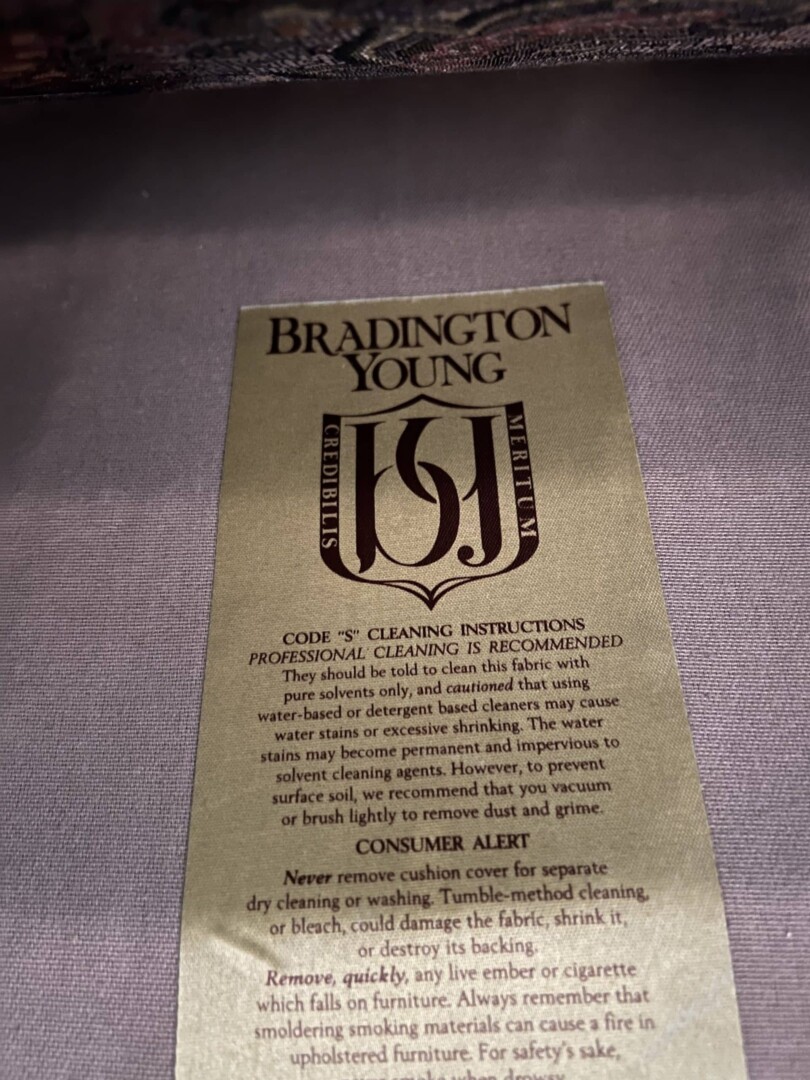 BRADINGTON
YOUNG
CREDIBILIS
MERITUM
BY
CODE "S" CLEANING INSTRUCTIONS
PROFESSIONAL CLEANING IS RECOMMENDED
They should be told to clean this fabric with
pure solvents only, and cautioned that using
water-based or detergent based cleaners may cause
water stains or excessive shrinking. The water
stains may become permanent and impervious to
solvent cleaning agents. However, to prevent
surface soil, we recommend that you vacuum
or brush lightly to remove dust and grime.
CONSUMER ALERT
Never remove cushion cover for separate
dry cleaning or washing. Tumble-method cleaning,
or bleach, could damage the fabric, shrink it,
or destroy its backing.
Remove, quickly, any live ember or cigarette
which falls on furniture. Always remember that
smoldering smoking materials can cause a fire in
upholstered furniture. For safety's sake,
smoke when drowsy